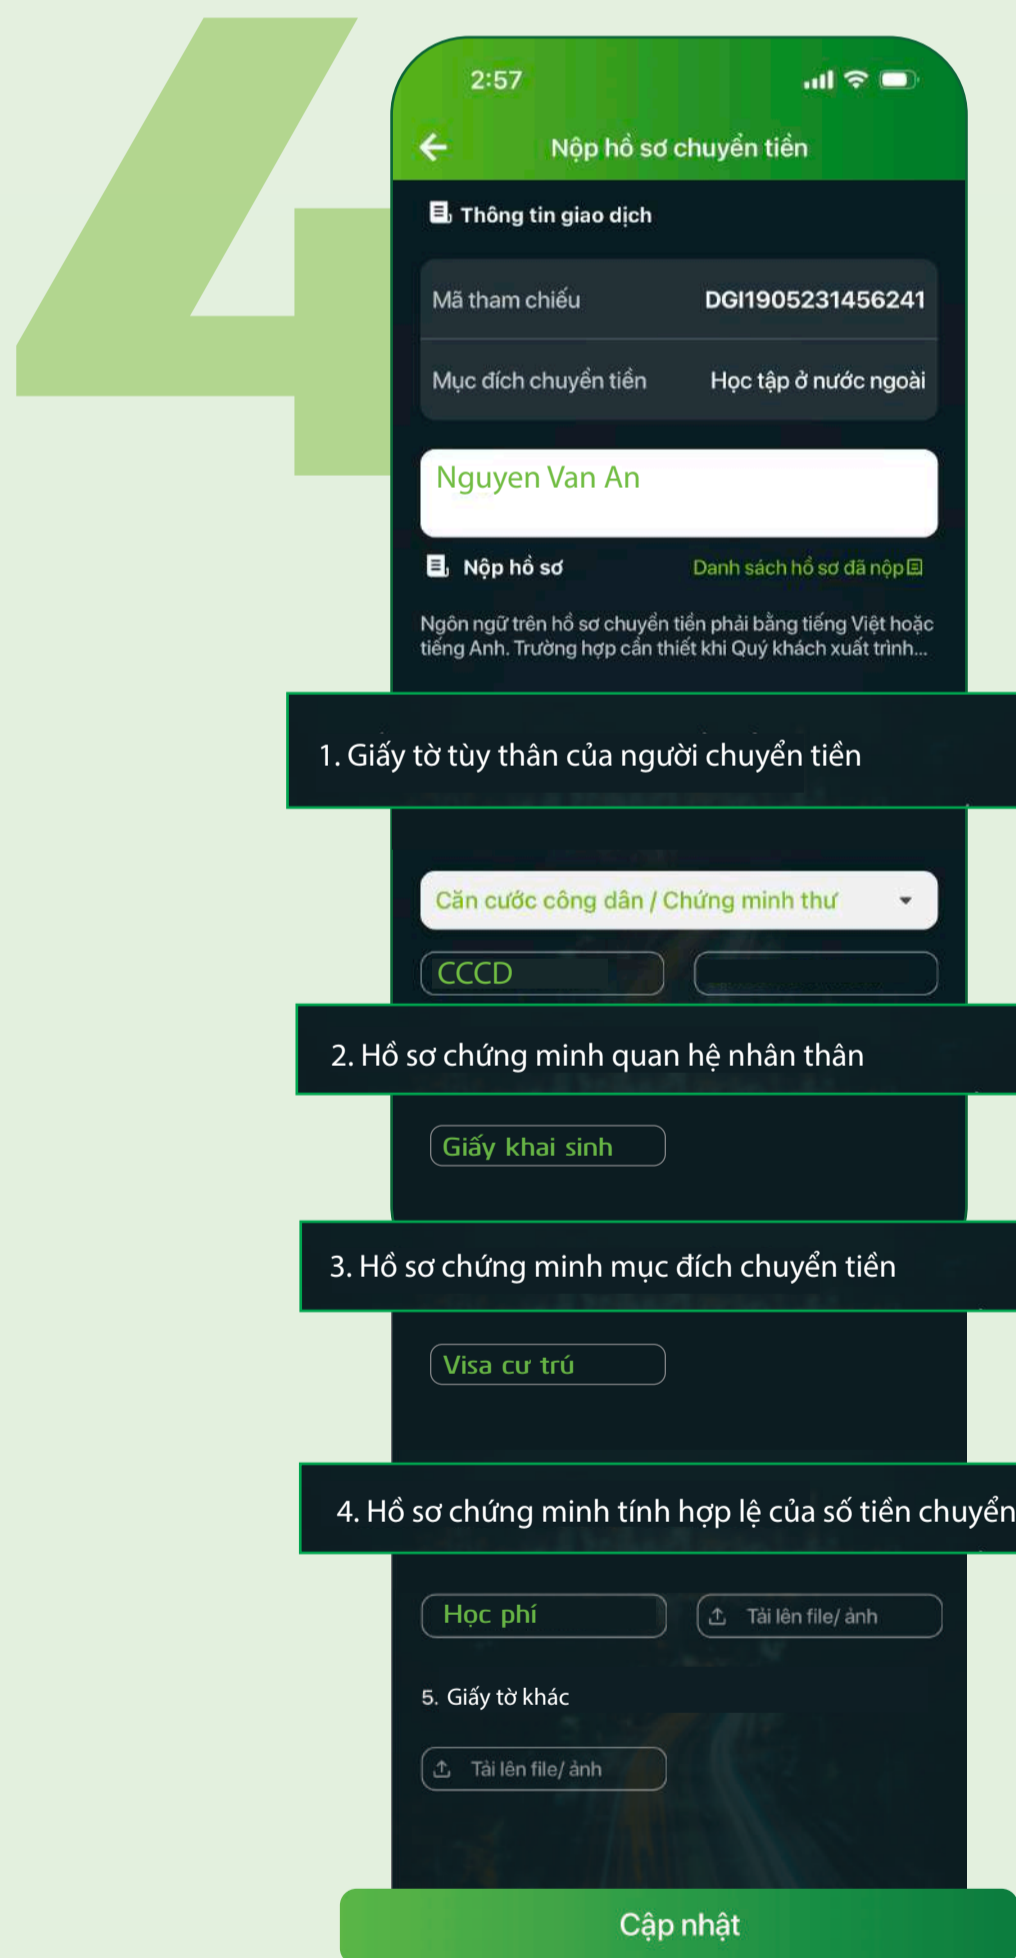 4
2:57
Nộp hồ sơ chuyển tiền
Thông tin giao dịch
Mã tham chiếu DGI1905231456241
Mục đích chuyển tiền Học tập ở nước ngoài
Nguyen Van An
Nộp hồ sơ Danh sách hồ sơ đã nộp
Ngôn ngữ trên hồ sơ chuyển tiền phải bằng tiếng Việt hoặc
tiếng Anh. Trường hợp cần thiết khi Quý khách xuất trình...
1. Giấy tờ tùy thân của người chuyển tiền
Căn cước công dân / Chứng minh thư
CCCD
2. Hồ sơ chứng minh quan hệ nhân thân
Giấy khai sinh
3. Hồ sơ chứng minh mục đích chuyển tiền
Visa cư trú
4. Hồ sơ chứng minh tính hợp lệ của số tiền chuyển
Học phí Tải lên file/ ảnh
5. Giấy tờ khác
Tải lên file/ ảnh
Cập nhật